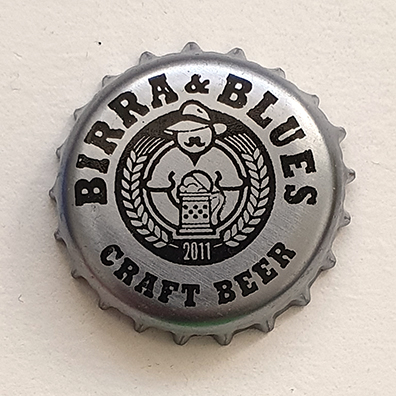 BIRRA & BLUES
2011
CRAFT BEER